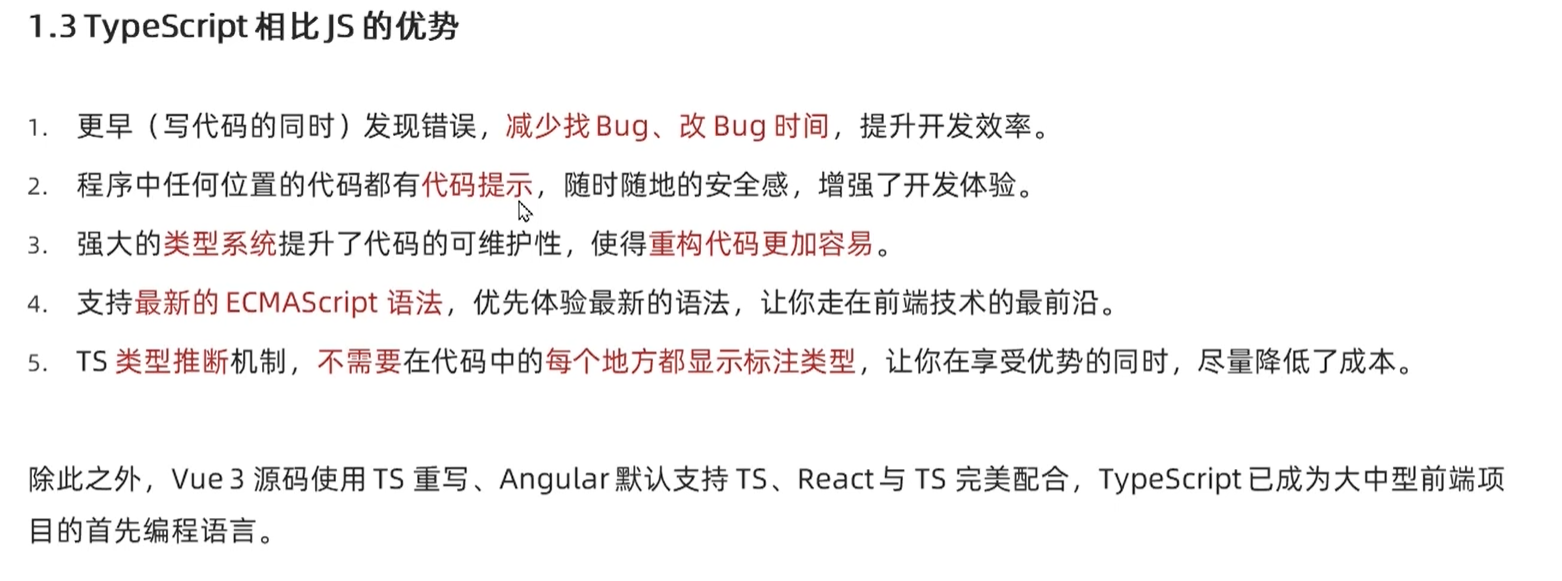 1.3 TypeScript 相比 JS 的优势
1. 更早（写代码的同时）发现错误，减少找 Bug、改 Bug 时间，提升开发效率。
2. 程序中任何位置的代码都有代码提示，随时随地的安全感，增强了开发体验。
3. 强大的类型系统提升了代码的可维护性，使得重构代码更加容易。
4. 支持最新的 ECMAScript 语法，优先体验最新的语法，让你走在前端技术的最前沿。
5. TS 类型推断机制，不需要在代码中的每个地方都显示标注类型，让你在享受优势的同时，尽量降低了成本。
除此之外，Vue 3 源码使用 TS 重写、Angular 默认支持 TS、React 与 TS 完美配合，TypeScript 已成为大中型前端项
目的首先编程语言。